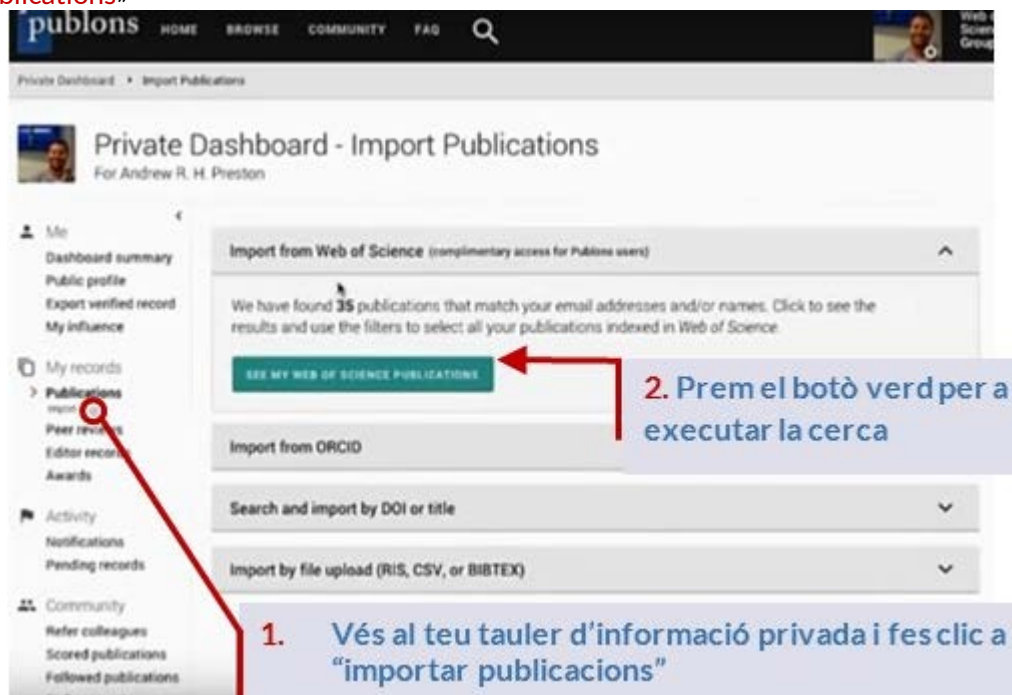 publons HOME BROWSE COMMUNITY FAQ
Private Dashboard • Import Publications
Private Dashboard - Import Publications
For Andrew R. H. Preston
Me
Dashboard summary
Public profile
Export verified record
My influence
My records
Publications
Peer reviews
Editor records
Awards
Activity
Notifications
Pending records
Community
Refer colleagues
Scored publications
Followed publications
Import from Web of Science (complimentary access for Publons users)
We have found 35 publications that match your email addresses and/or names. Click to see the
results and use the filters to select all your publications indexed in Web of Science.
SEE MY WEB OF SCIENCE PUBLICATIONS
2. Prem el botò verd per a
executar la cerca
Import from ORCID
Search and import by DOI or title
Import by file upload (RIS, CSV, or BIBTEX)
1. Vés al teu tauler d'informació privada i fes clic a
"importar publicacions"